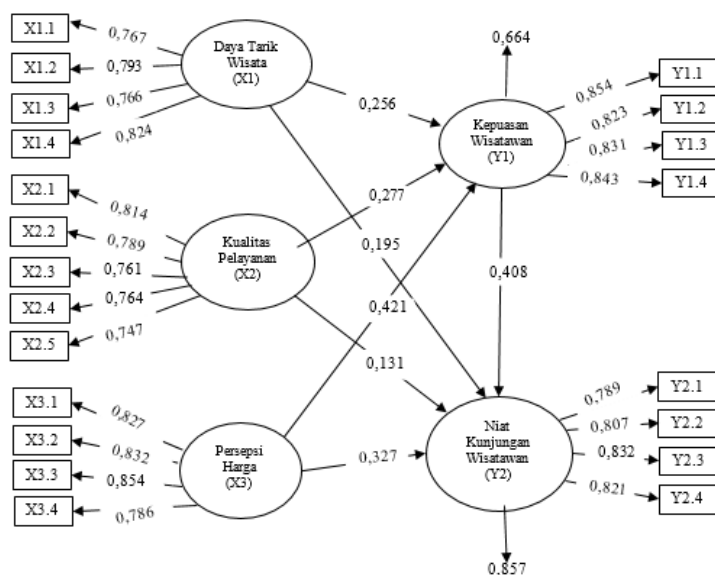 X1.1
0,767
X1.2
0,793
X1.3
0,766
X1.4
0,824
Daya Tarik
Wisata
(X1)
X2.1
0,814
X2.2
0,789
X2.3
0,761
X2.4
0,764
X2.5
0,747
Kualitas
Pelayanan
(X2)
X3.1
0,827
X3.2
0,832
X3.3
0,854
X3.4
0,786
Persepsi
Harga
(X3)
0,256
0,277
0,195
0,421
0,131
0,327
0,408
0,664
Kepuasan
Wisatawan
(Y1)
0,854
Y1.1
0,823
Y1.2
0,831
Y1.3
0,843
Y1.4
Niat
Kunjungan
Wisatawan
(Y2)
0,789
Y2.1
0,807
Y2.2
0,832
Y2.3
0,821
Y2.4
0,857